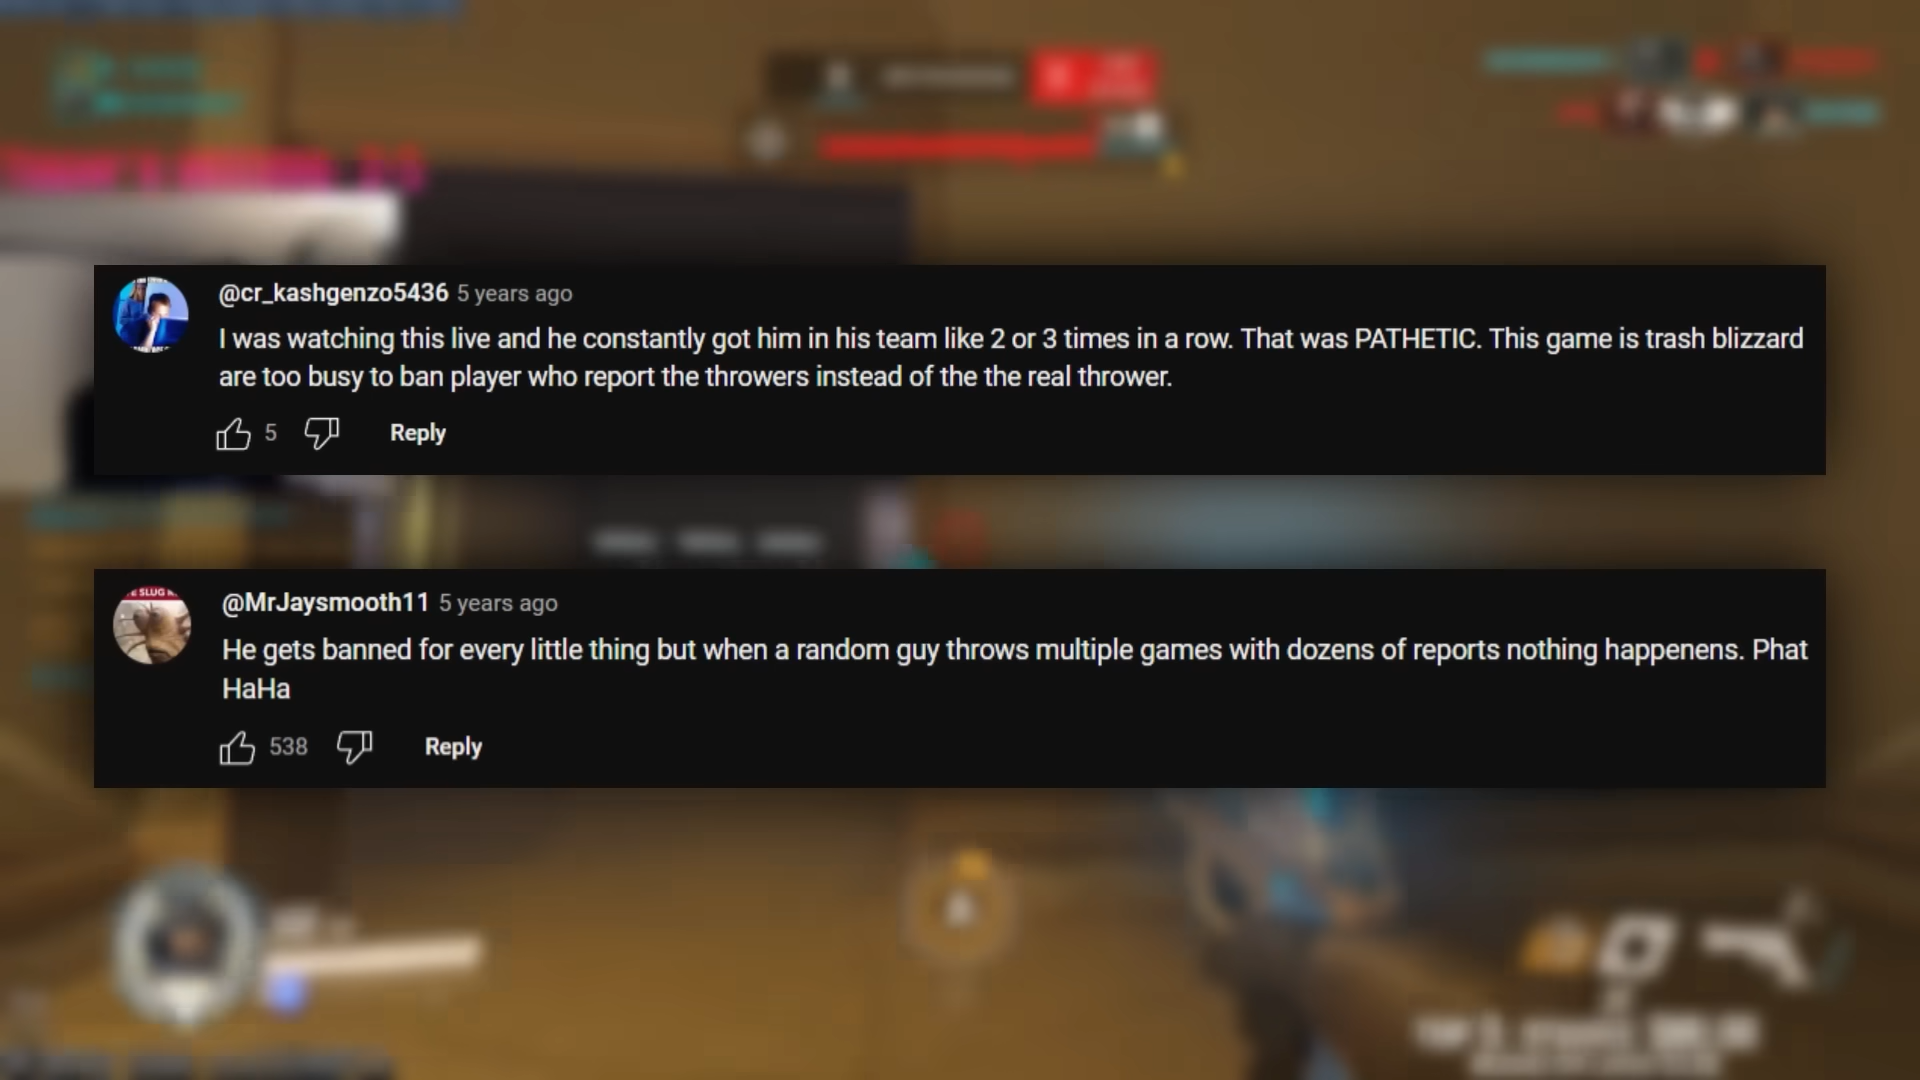 @cr_kashgenzo5436 5 years ago
I was watching this live and he constantly got him in his team like 2 or 3 times in a row. That was PATHETIC. This game is trash blizzard
are too busy to ban player who report the throwers instead of the the real thrower.
5 Reply
E SLUG
@MrJaysmooth11 5 years ago
He gets banned for every little thing but when a random guy throws multiple games with dozens of reports nothing happenens. Phat
HaHa
538 Reply